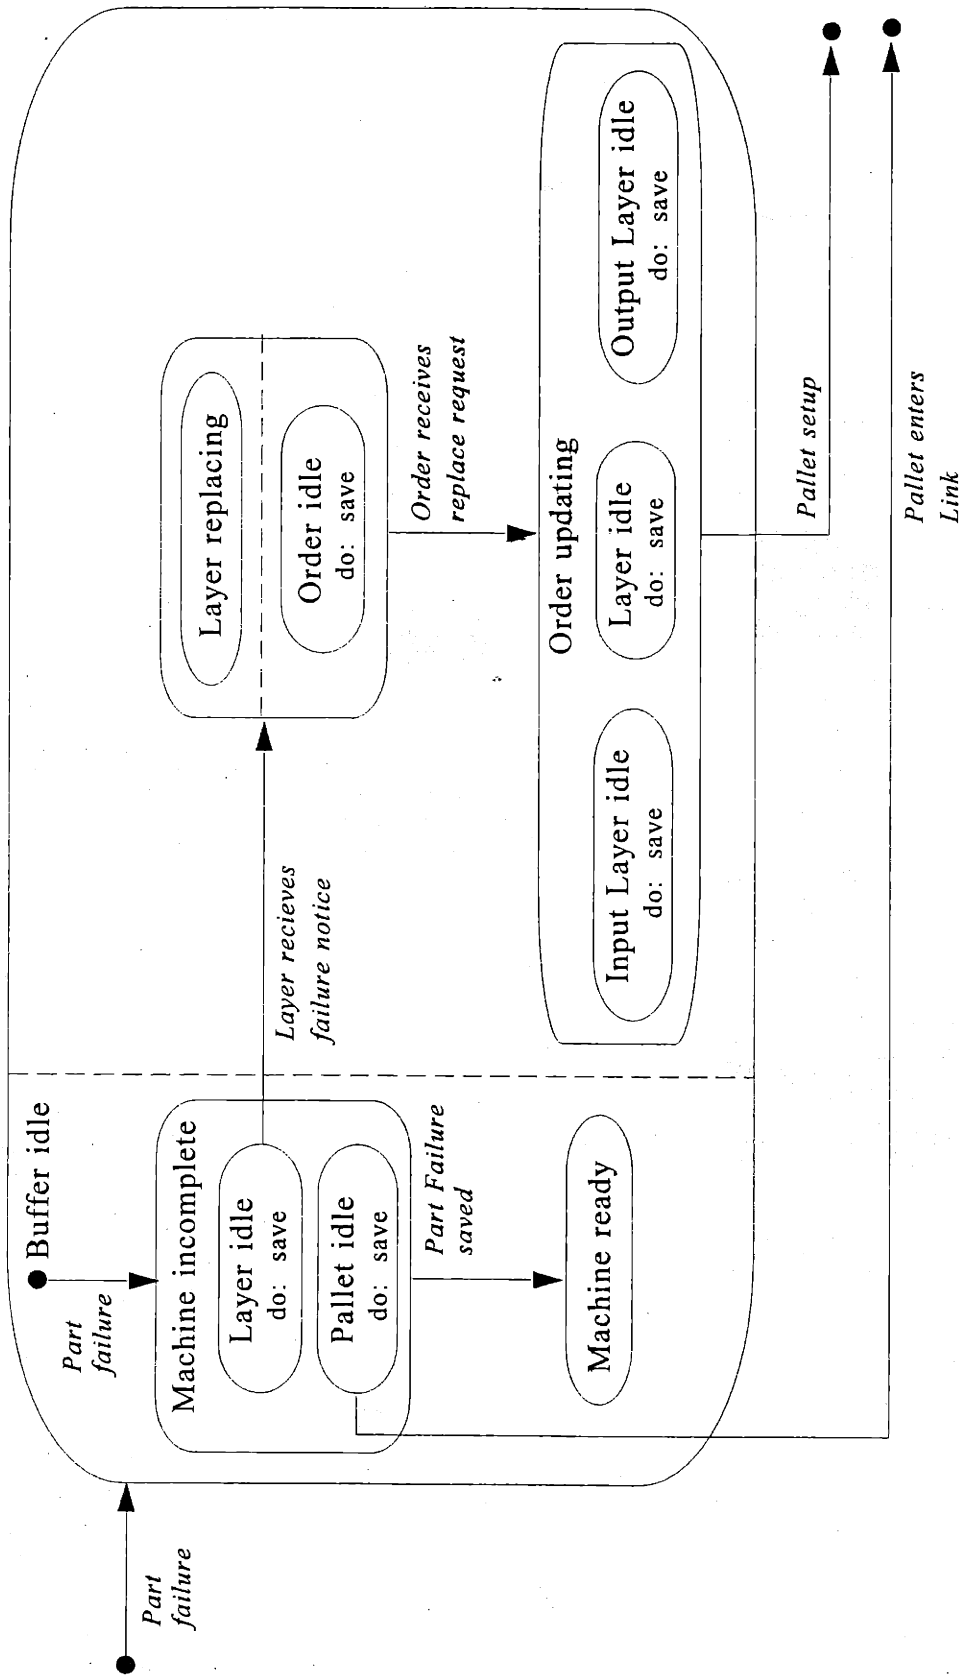 Part
failure
Part
failure
Buffer idle
Machine incomplete
Layer idle
do: save
Pallet idle
do: save
Part Failure
saved
Machine ready
Layer recieves
failure notice
Layer replacing
Order idle
do: save
Order receives
replace request
Order updating
Input Layer idle
do: save
Layer idle
do: save
Output Layer idle
do: save
Pallet setup
Pallet enters
Link